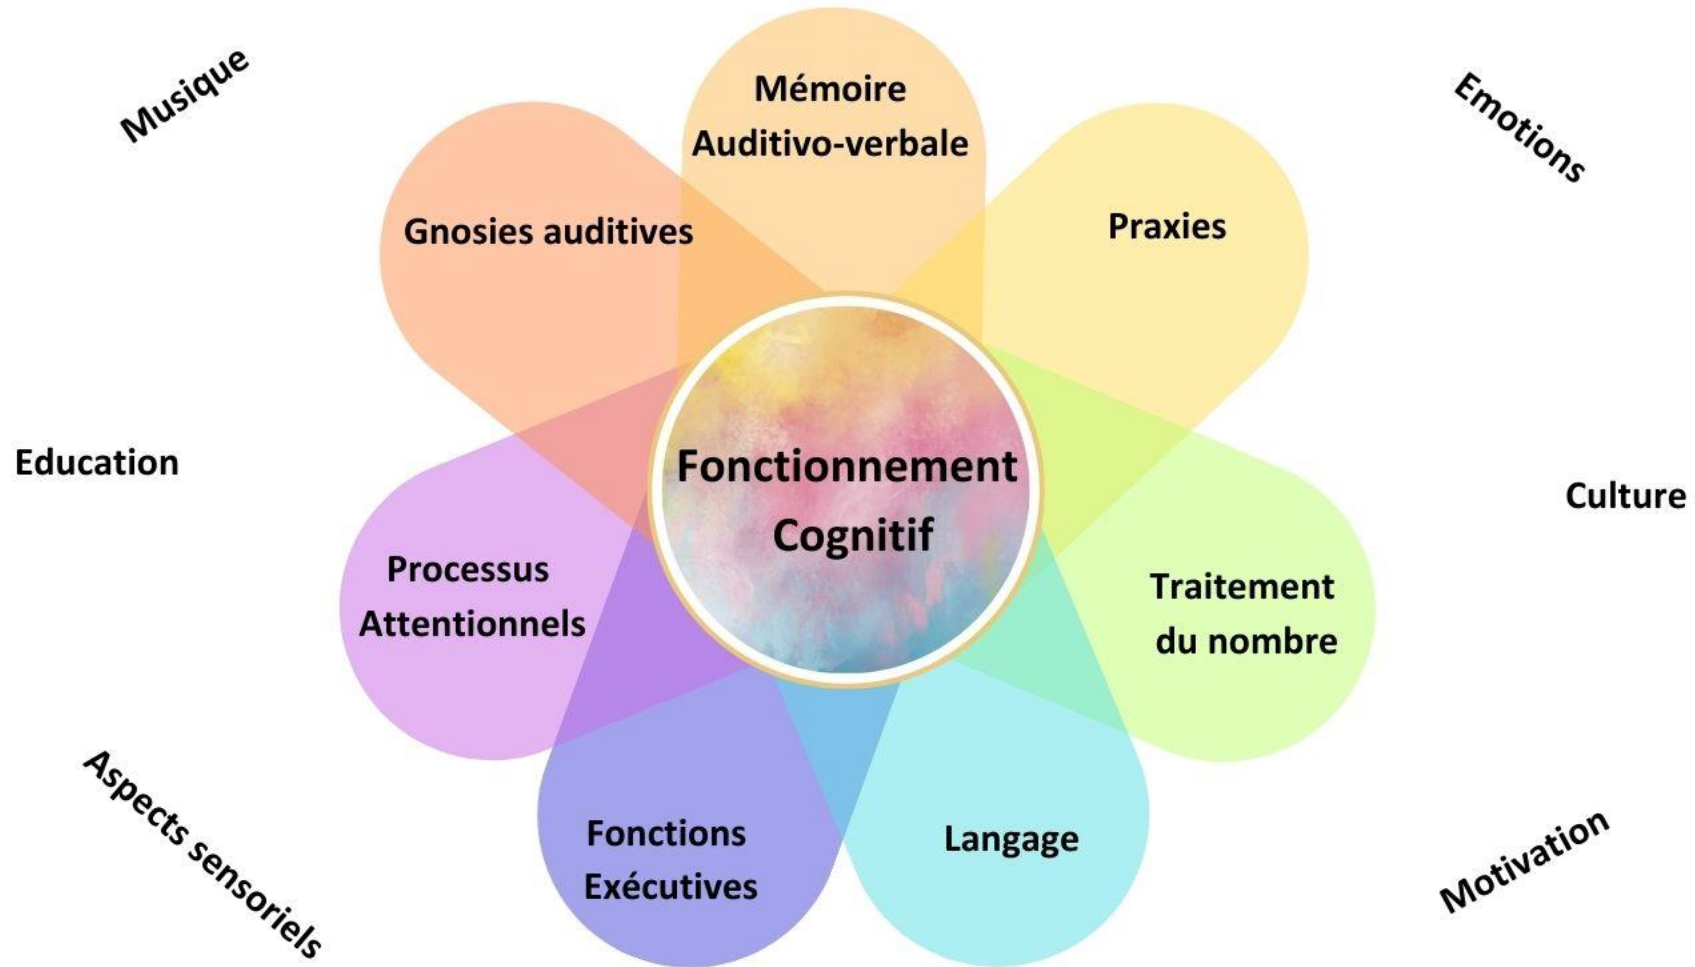 Musique
Mémoire
Auditivo-verbale
Emotions
Gnosies auditives
Praxies
Education
Fonctionnement
Cognitif
Culture
Processus
Attentionnels
Traitement
du nombre
Aspects sensoriels
Fonctions
Exécutives
Langage
Motivation